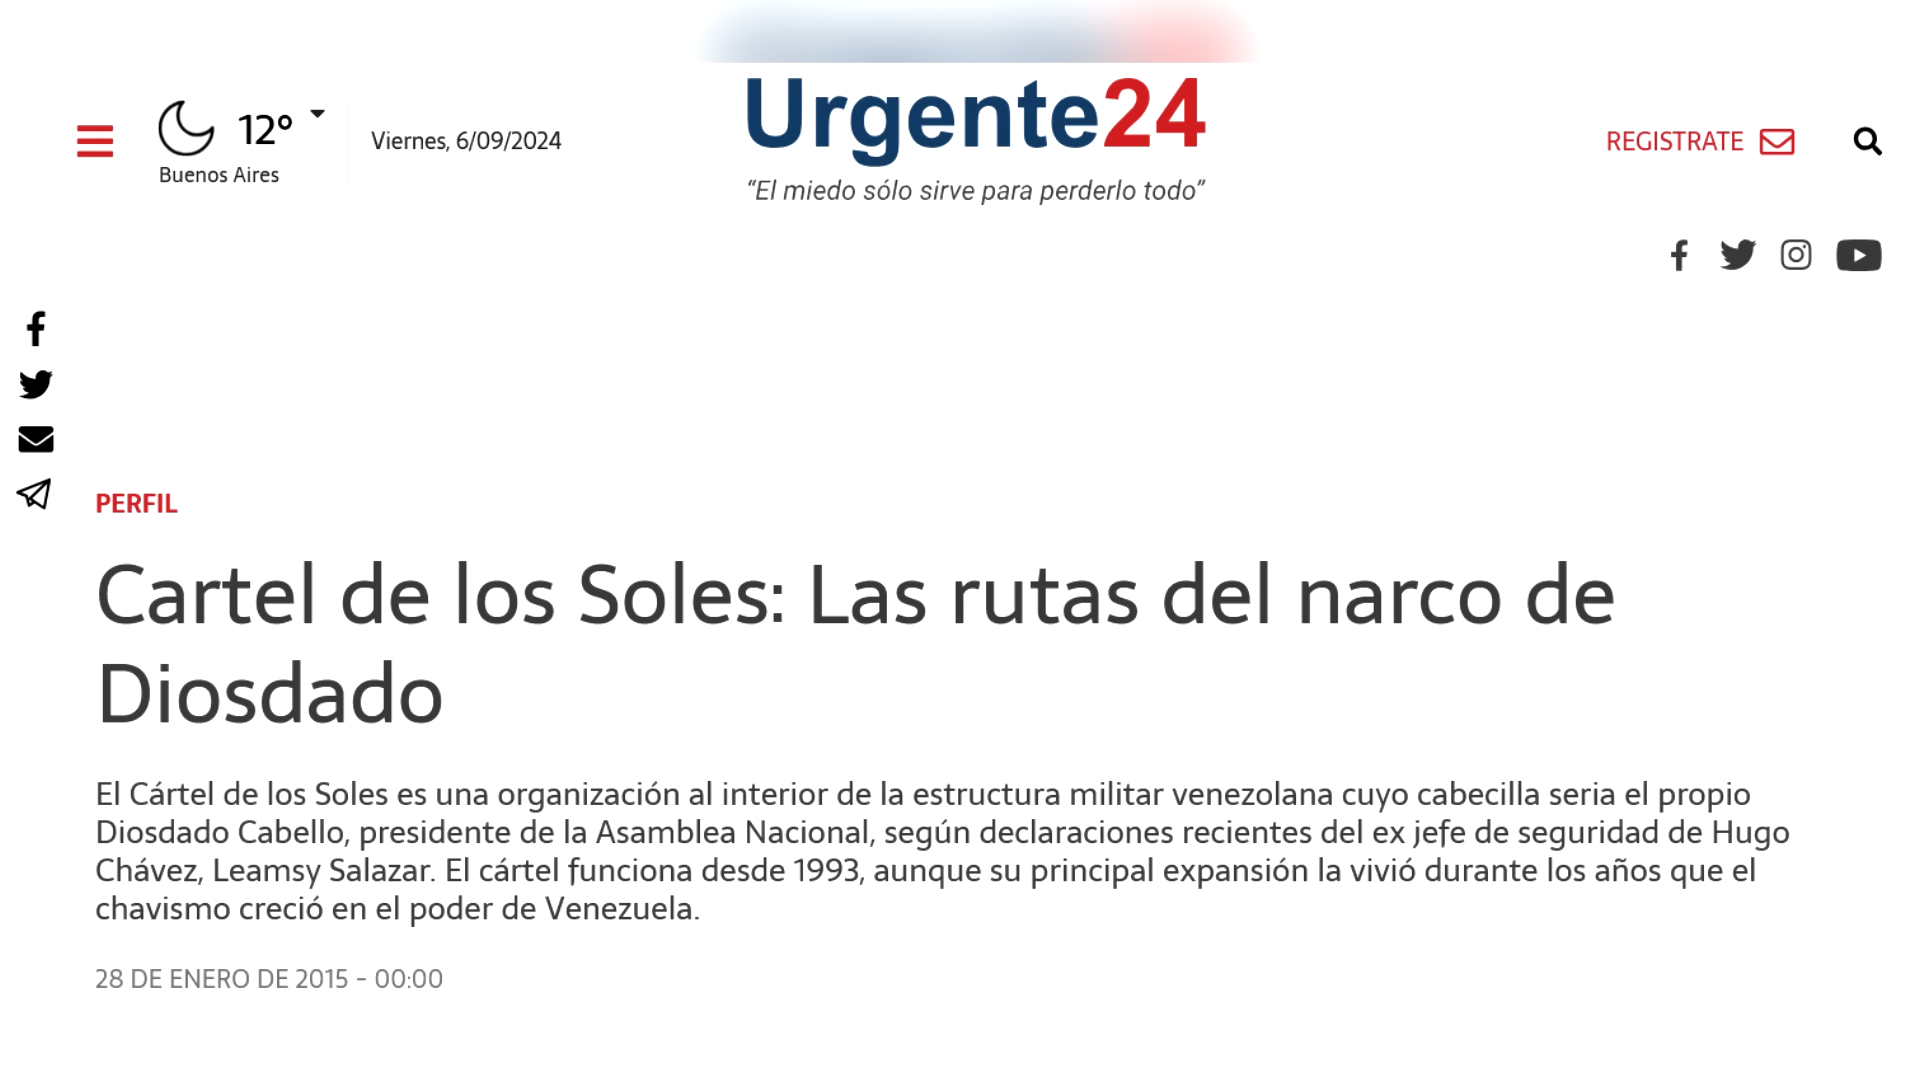 12°
Buenos Aires
Viernes, 6/09/2024
Urgente24
“El miedo sólo sirve para perderlo todo”
REGISTRATE
PERFIL
Cartel de los Soles: Las rutas del narco de
Diosdado
El Cártel de los Soles es una organización al interior de la estructura militar venezolana cuyo cabecilla seria el propio
Diosdado Cabello, presidente de la Asamblea Nacional, según declaraciones recientes del ex jefe de seguridad de Hugo
Chávez, Leamsy Salazar. El cártel funciona desde 1993, aunque su principal expansión la vivió durante los años que el
chavismo creció en el poder de Venezuela.
28 DE ENERO DE 2015 - 00:00